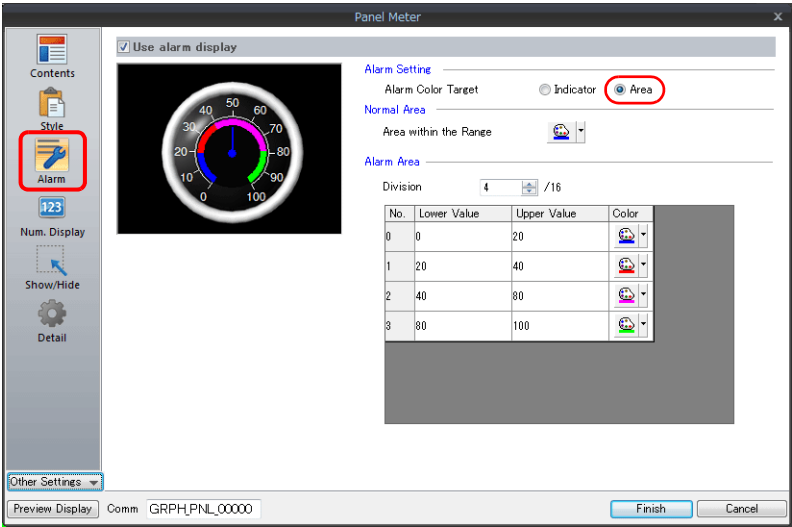 Panel Meter
x
Contents
Style
Alarm
123
Num. Display
Show/Hide
Detail
Other Settings
Use alarm display
0 10 20 30 40 50 60 70 80 90 100
Alarm Setting
Alarm Color Target Indicator Area
Normal Area
Area within the Range
Alarm Area
Division 4 /16
No. Lower Value Upper Value Color
0 0 20
1 20 40
2 40 80
3 80 100
Preview Display Comm GRPH_PNL_00000 Finish Cancel